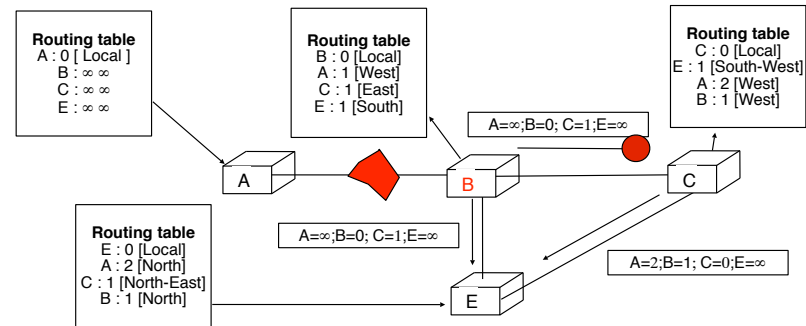 Routing table
A : 0 [ Local ]
B : ∞ ∞
C : ∞ ∞
E : ∞ ∞
Routing table
B : 0 [Local]
A : 1 [West]
C : 1 [East]
E : 1 [South]
Routing table
C : 0 [Local]
E : 1 [South-West]
A : 2 [West]
B : 1 [West]
A=∞;B=0; C=1;E=∞
A
B
C
Routing table
E : 0 [Local]
A : 2 [North]
C : 1 [North-East]
B : 1 [North]
A=∞;B=0; C=1;E=∞
A=2;B=1; C=0;E=∞
E